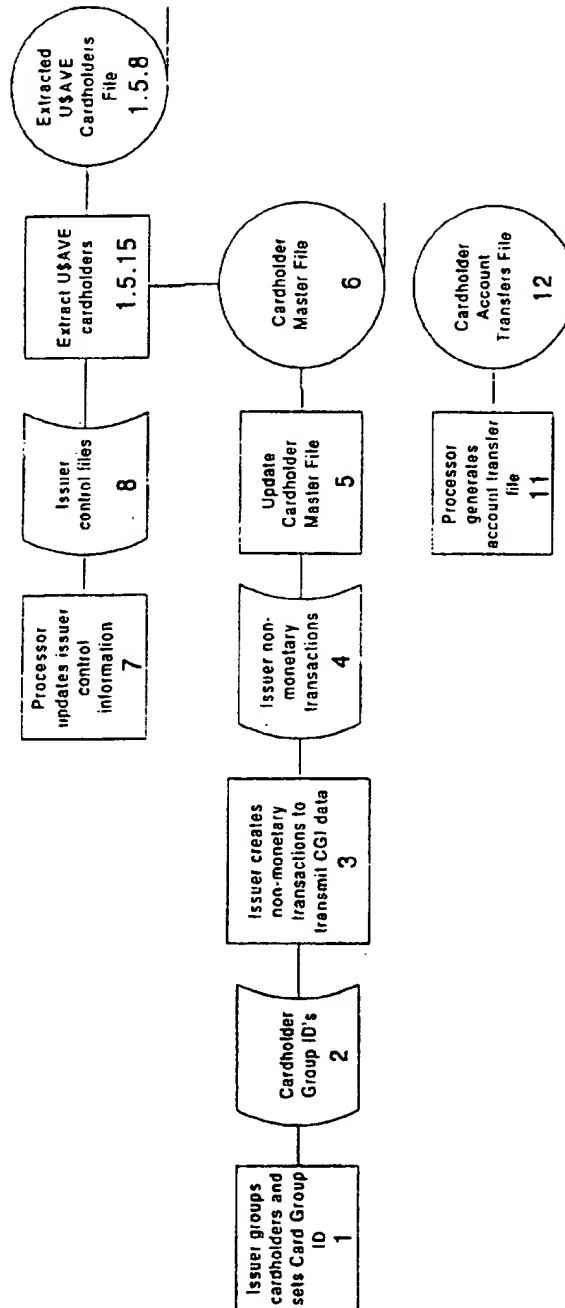 Processor
updates issuer
control
information
7
Issuer
control files
8
Extract U$AVE
cardholders
1.5.15
Extracted
U$AVE
Cardholders
File
1.5.8
Issuer groups
cardholders and
sets Card Group
ID
1
Cardholder
Group ID's
2
Issuer creates
non-monetary
transactions to
transmit CGI data
3
Issuer non-
monetary
transactions
4
Update
Cardholder
Master File
5
Cardholder
Master File
6
Processor
generates
account transfer
file
11
Cardholder
Account
Transfers File
12